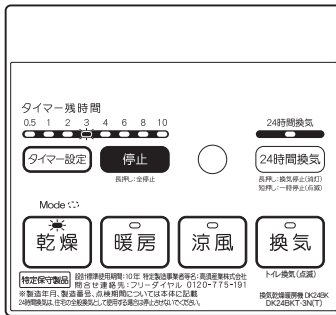 タイマー残時間
0.5 1 2 3 4 6 8 10
24時間換気
タイマー設定
停止
24時間換気
長押し:全停止
長押し:換気停止(消灯)
短押し:一時停止(点滅)
Mode
乾燥
暖房
涼風
換気
トイレ換気(点滅)
特定保守製品
設計標準使用期間:10年 特定製造事業者等名:高須産業株式会社
問合せ連絡先:フリーダイヤル 0120-775-191
※製造年月、製造番号、点検期間については本体に記載
24時間換気は、住宅の全般換気として使用する場合は停止させないでください。
換気乾燥暖房機 DK24BK
DK24BKT-3N(T)